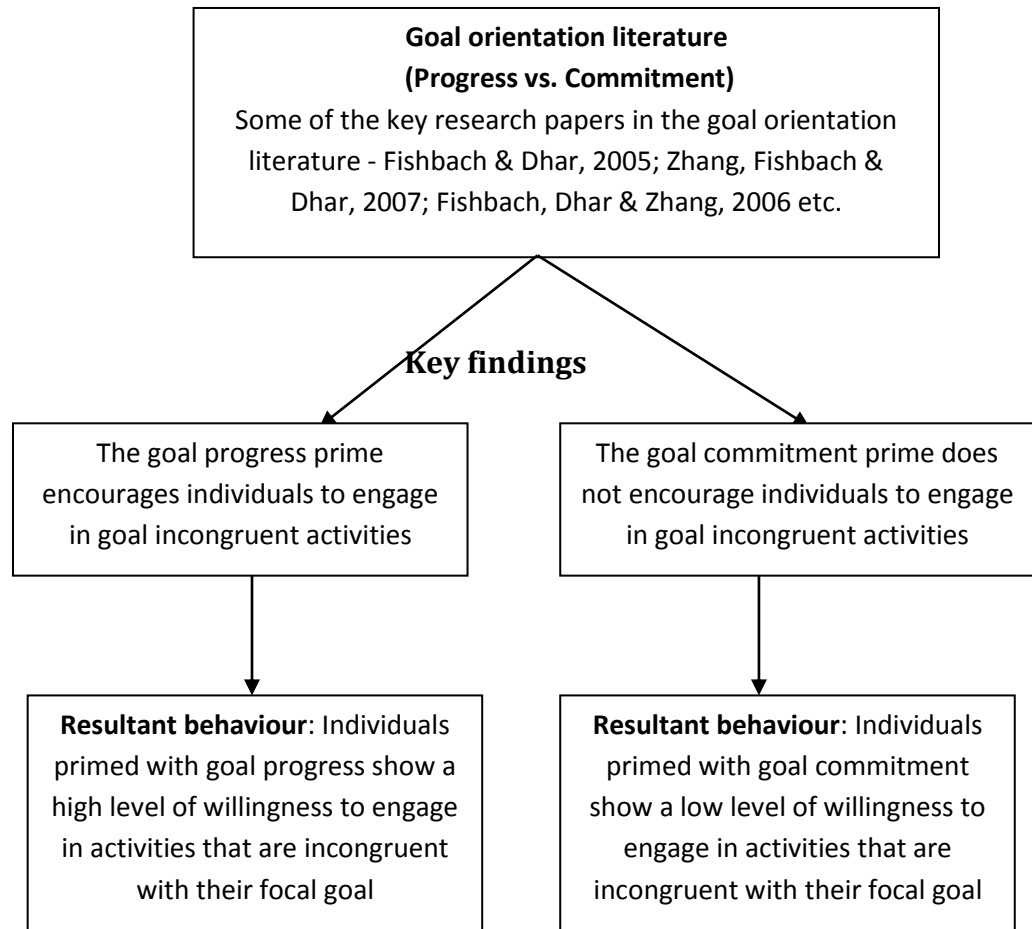 Goal orientation literature
(Progress vs. Commitment)
Some of the key research papers in the goal orientation
literature - Fishbach & Dhar, 2005; Zhang, Fishbach &
Dhar, 2007; Fishbach, Dhar & Zhang, 2006 etc.
Key findings
The goal progress prime
encourages individuals to engage
in goal incongruent activities
The goal commitment prime does
not encourage individuals to engage
in goal incongruent activities
Resultant behaviour: Individuals
primed with goal progress show a
high level of willingness to engage
in activities that are incongruent
with their focal goal
Resultant behaviour: Individuals
primed with goal commitment
show a low level of willingness to
engage in activities that are
incongruent with their focal goal